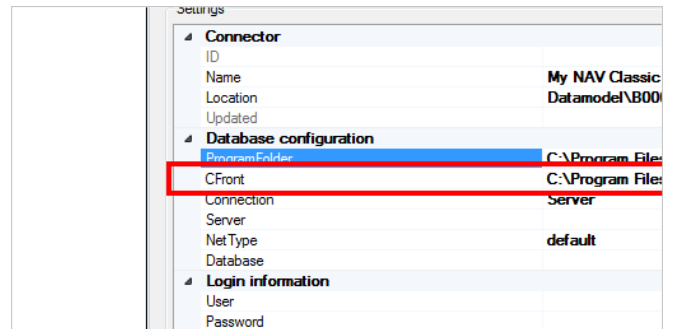 Settings
Connector
ID
Name My NAV Classic
Location Datamodel\B00
Updated
Database configuration
ProgramFolder C:\Program Files
CFront C:\Program Files
Connection Server
Server
NetType default
Database
Login information
User
Password